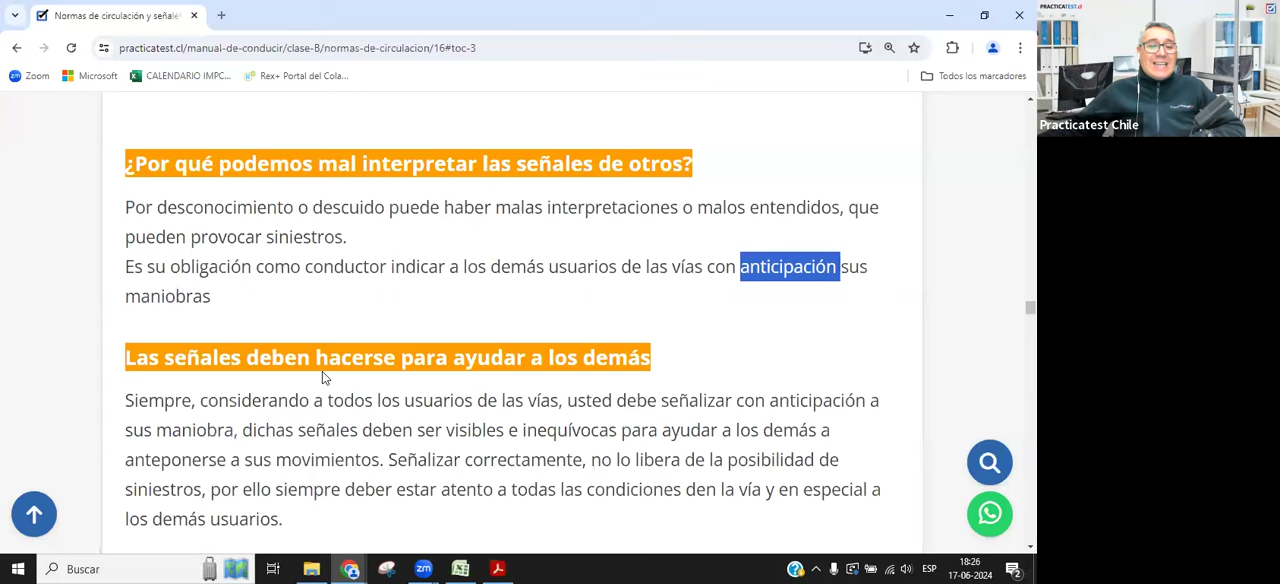 Normas de circulación y señalét
practicatest.cl/manual-de-conducir/clase-B/normas-de-circulacion/16#toc-3
Zoom
Microsoft
CALENDARIO IMPC...
Rex+ Portal del Cola...
Todos los marcadores
PRACTICATEST.cl
Practicatest Chile
¿Por qué podemos mal interpretar las señales de otros?
Por desconocimiento o descuido puede haber malas interpretaciones o malos entendidos, que
pueden provocar siniestros.
Es su obligación como conductor indicar a los demás usuarios de las vías con anticipación sus
maniobras
Las señales deben hacerse para ayudar a los demás
Siempre, considerando a todos los usuarios de las vías, usted debe señalizar con anticipación a
sus maniobra, dichas señales deben ser visibles e inequívocas para ayudar a los demás a
anteponerse a sus movimientos. Señalizar correctamente, no lo libera de la posibilidad de
siniestros, por ello siempre deber estar atento a todas las condiciones den la vía y en especial a
los demás usuarios.
Buscar
zm
ESP
18:26
17-06-2024
2